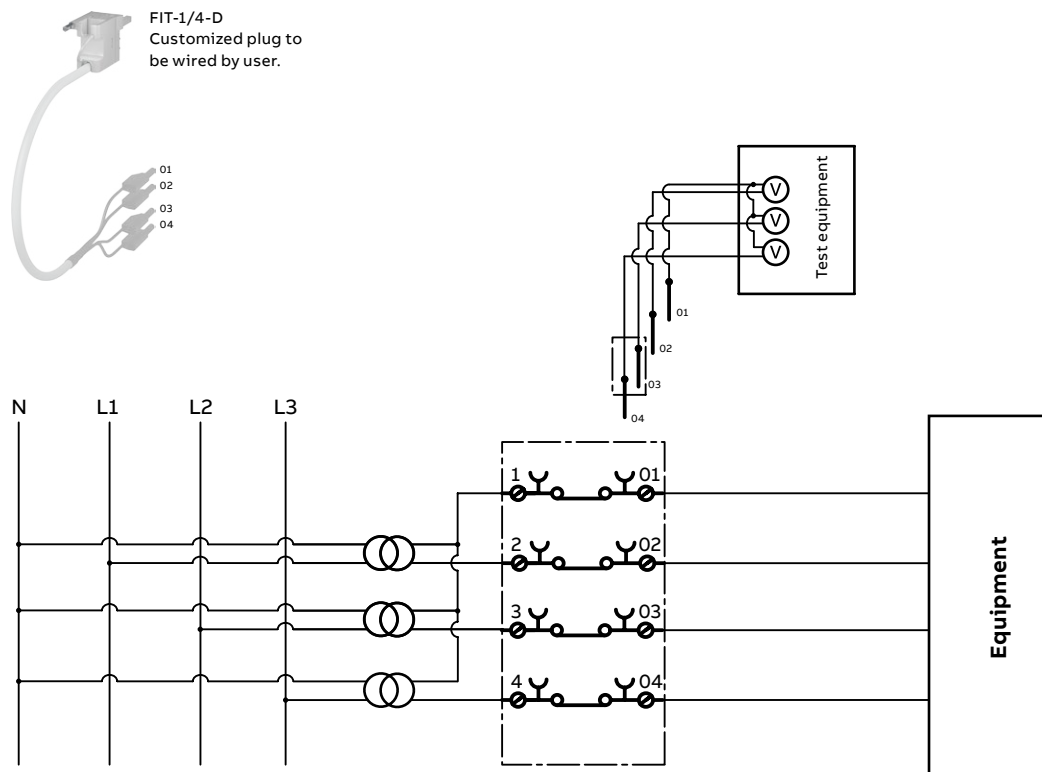 FIT-1/4-D
Customized plug to
be wired by user.
01
02
03
04
V
V
V
Test equipment
01
02
03
04
N L1 L2 L3
1 01
2 02
3 03
4 04
Equipment